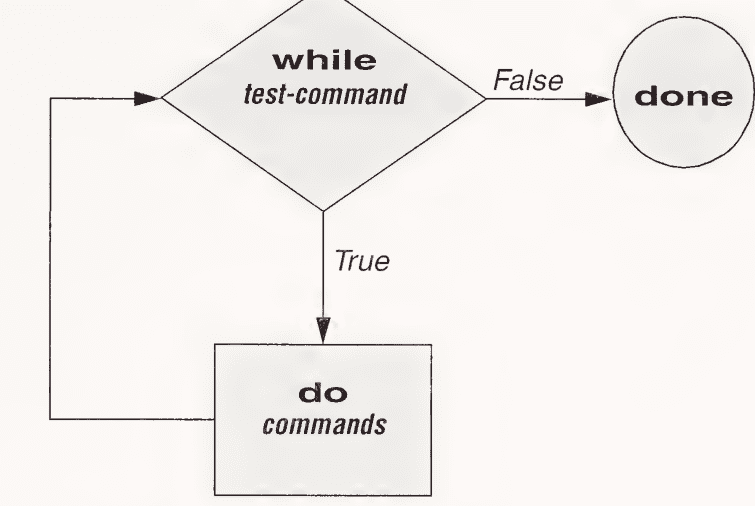 while
test-command
False
done
True
do
commands